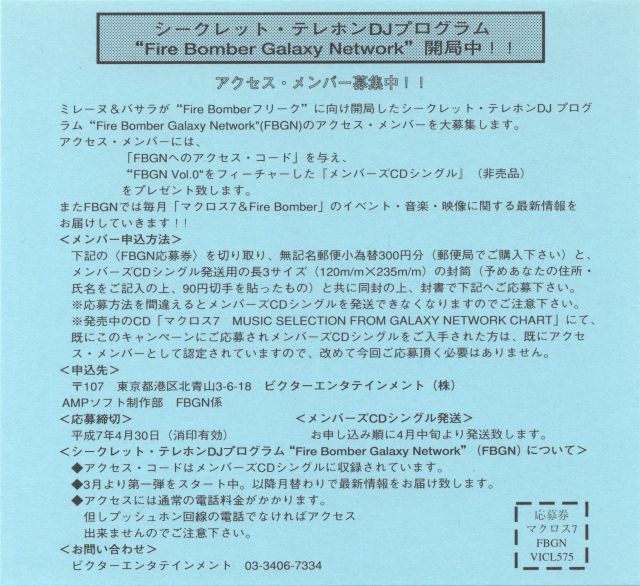 シークレット・テレホンDJプログラム
“Fire Bomber Galaxy Network” 開局中！！
アクセス・メンバー募集中！！
ミレーヌ＆バサラが“Fire Bomberフリーク”に向け開局したシークレット・テレホンDJ プログ
ラム “Fire Bomber Galaxy Network"(FBGN)のアクセス・メンバーを大募集します。
アクセス・メンバーには、
「FBGNへのアクセス・コード」を与え、
“FBGN Vol.0"をフィーチャーした『メンバーズCDシングル』（非売品）
をプレゼント致します。
またFBGNでは毎月「マクロス7＆Fire Bomber」のイベント・音楽・映像に関する最新情報を
お届けしていきます！！
＜メンバー申込方法＞
下記の〈FBGN応募券〉を切り取り、無記名郵便小為替300円分（郵便局でご購入下さい）と、
メンバーズCDシングル発送用の長3サイズ（120m/m×235m/m）の封筒（予めあなたの住所・
氏名をご記入の上、90円切手を貼ったもの）と共に同封の上、封書で下記へご応募下さい。
※応募方法を間違えるとメンバーズCDシングルを発送できなくなりますのでご注意下さい。
※発売中のCD「マクロス7　MUSIC SELECTION FROM GALAXY NETWORK CHART」にて、
既にこのキャンペーンにご応募されメンバーズCDシングルをご入手された方は、既にアクセ
ス・メンバーとして認定されていますので、改めて今回ご応募頂く必要はありません。
＜申込先＞
〒107　東京都港区北青山3-6-18　ビクターエンタテインメント（株）
AMPソフト制作部　FBGN係
＜応募締切＞
平成7年4月30日（消印有効）
＜メンバーズCDシングル発送＞
お申し込み順に4月中旬より発送致します。
＜シークレット・テレホンDJプログラム “Fire Bomber Galaxy Network” （FBGN）について＞
◆アクセス・コードはメンバーズCDシングルに収録されています。
◆3月より第一弾をスタート中。以降月替わりで最新情報をお届け致します。
◆アクセスには通常の電話料金がかかります。
但しプッシュホン回線の電話でなければアクセス
出来ませんのでご注意下さい。
＜お問い合わせ＞
ビクターエンタテインメント　03-3406-7334
応募券
マクロス7
FBGN
VICL575